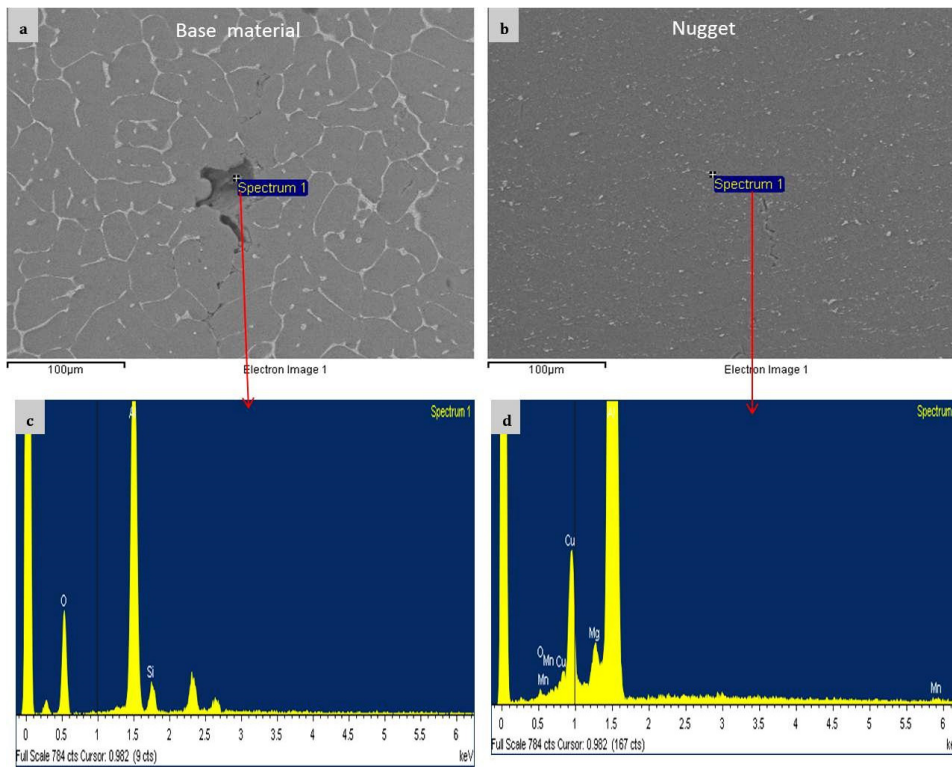 a
Base material
Spectrum 1
100µm
Electron Image 1
b
Nugget
Spectrum 1
100µm
Electron Image 1
c
Spectrum 1
O
Si
0 0.5 1 1.5 2 2.5 3 3.5 4 4.5 5 5.5 6
Full Scale 784 cts Cursor: 0.982 (9 cts)
keV
d
Spectrum
Cu
Mg
O
Mn
Cu
Mn
Mn
0 0.5 1 1.5 2 2.5 3 3.5 4 4.5 5 5.5 6
Full Scale 784 cts Cursor: 0.982 (167 cts)